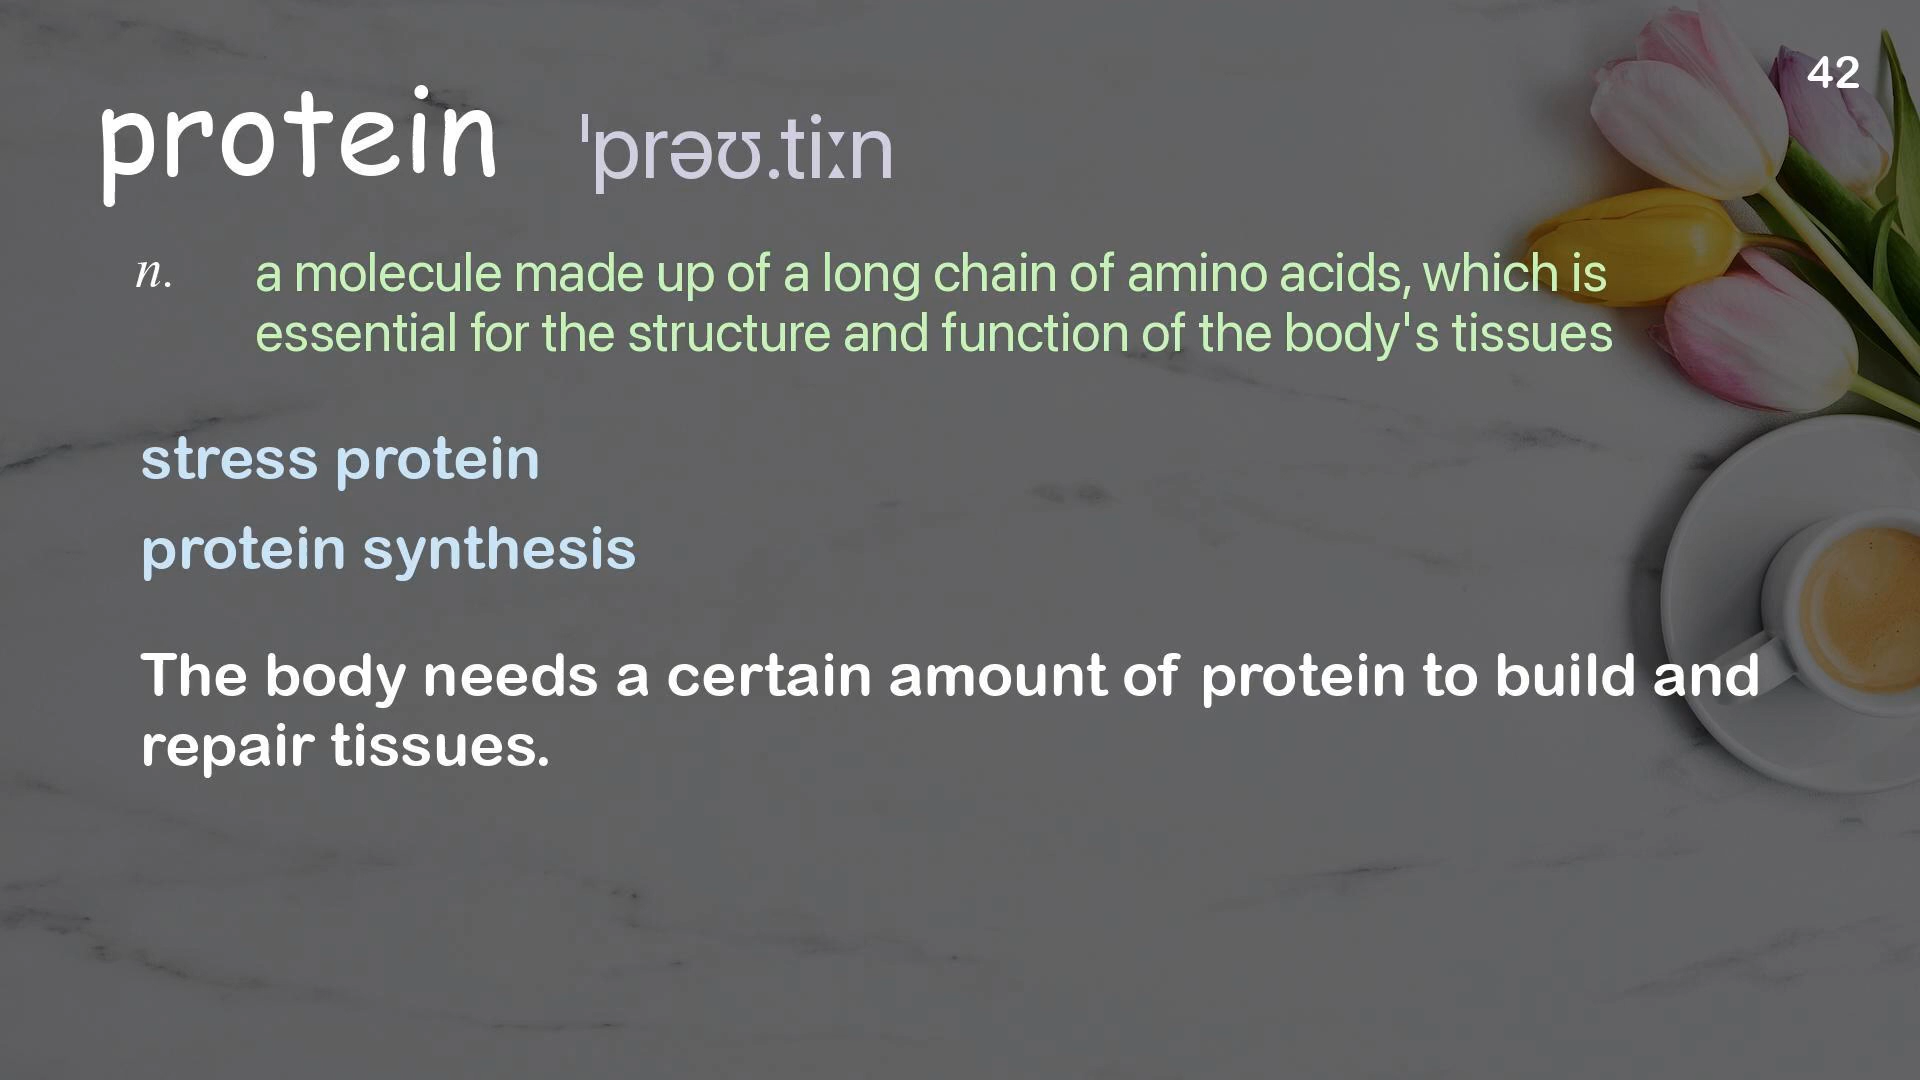 42
protein ˈprəʊ.tiːn
n. a molecule made up of a long chain of amino acids, which is
essential for the structure and function of the body's tissues
stress protein
protein synthesis
The body needs a certain amount of protein to build and
repair tissues.